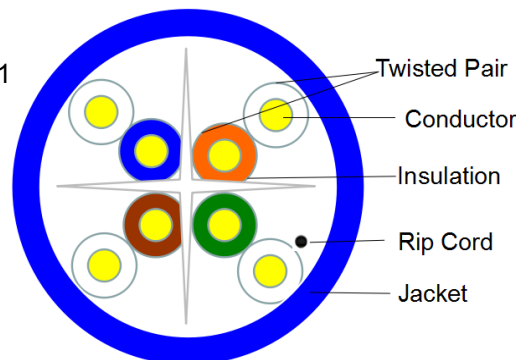 1
Twisted Pair
Conductor
Insulation
Rip Cord
Jacket